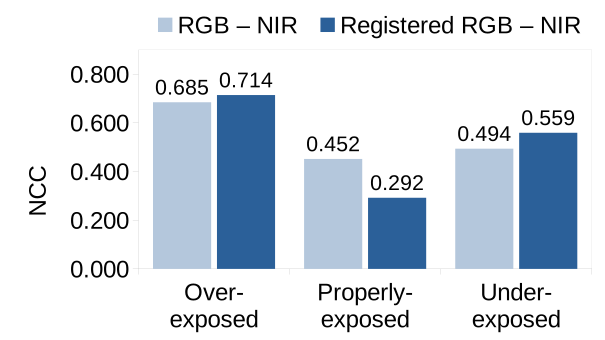 RGB – NIR Registered RGB – NIR
0.800
0.600
0.400
0.200
0.000
NCC
0.685 0.714
0.452 0.292
0.494 0.559
Over-
exposed
Properly-
exposed
Under-
exposed